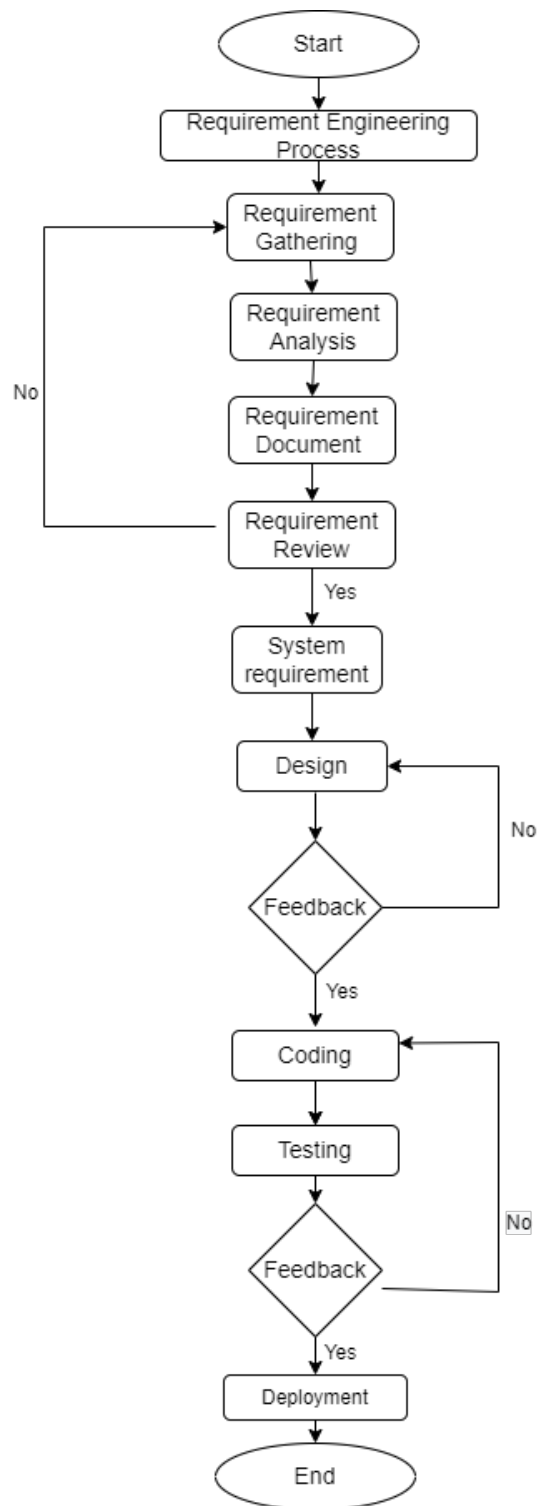 Start
Requirement Engineering
Process
Requirement
Gathering
Requirement
Analysis
No
Requirement
Document
Requirement
Review
Yes
System
requirement
Design
No
Feedback
Yes
Coding
Testing
No
Feedback
Yes
Deployment
End